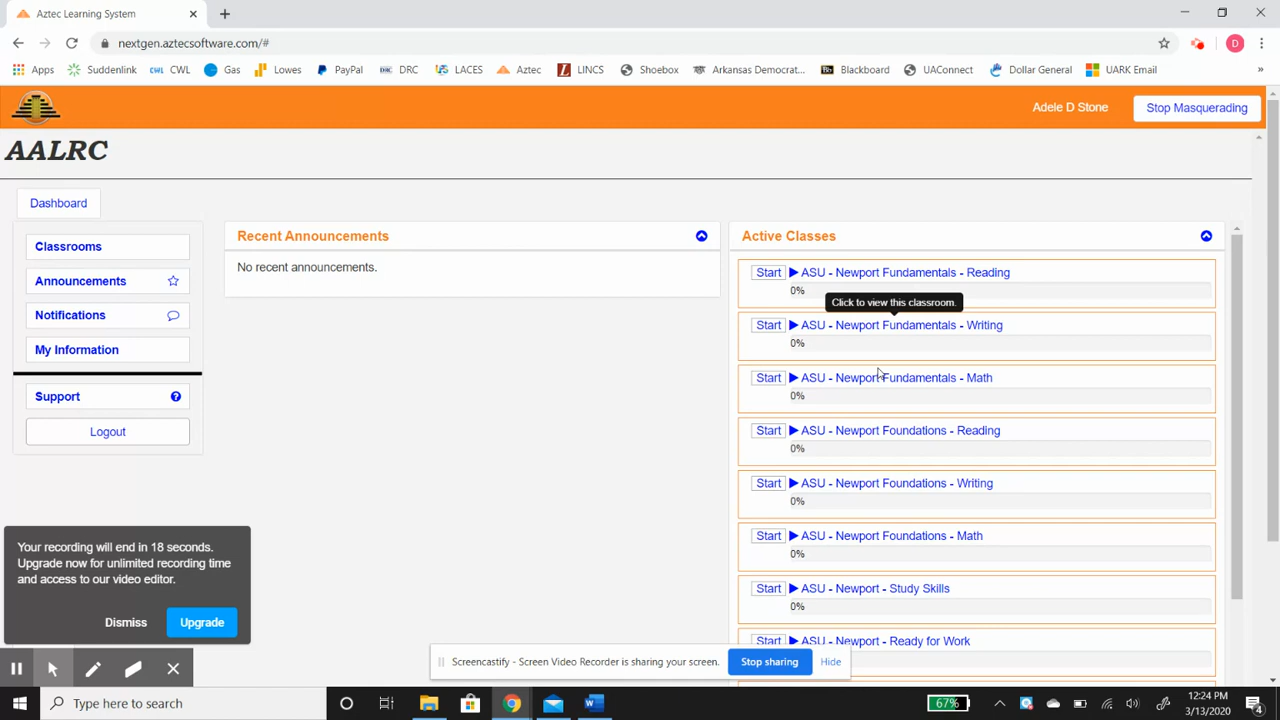 Aztec Learning System
nextgen.aztecsoftware.com/#
D
Apps Suddenlink CWL CWL Gas Lowes PayPal DRC DRC LACES Aztec LINCS Shoebox Arkansas Democrat... Bb Blackboard UAConnect Dollar General UARK Email »
Adele D Stone Stop Masquerading
AALRC
Dashboard
Classrooms
Announcements
Notifications
My Information
Support
Logout
Recent Announcements
No recent announcements.
Active Classes
Start ASU - Newport Fundamentals - Reading
0%
Click to view this classroom.
Start ASU - Newport Fundamentals - Writing
0%
Start ASU - Newport Fundamentals - Math
0%
Start ASU - Newport Foundations - Reading
0%
Start ASU - Newport Foundations - Writing
0%
Start ASU - Newport Foundations - Math
0%
Start ASU - Newport - Study Skills
0%
Start ASU - Newport - Ready for Work
Your recording will end in 18 seconds.
Upgrade now for unlimited recording time
and access to our video editor.
Dismiss Upgrade
Screencastify - Screen Video Recorder is sharing your screen. Stop sharing Hide
Type here to search
67%
12:24 PM
3/13/2020
4